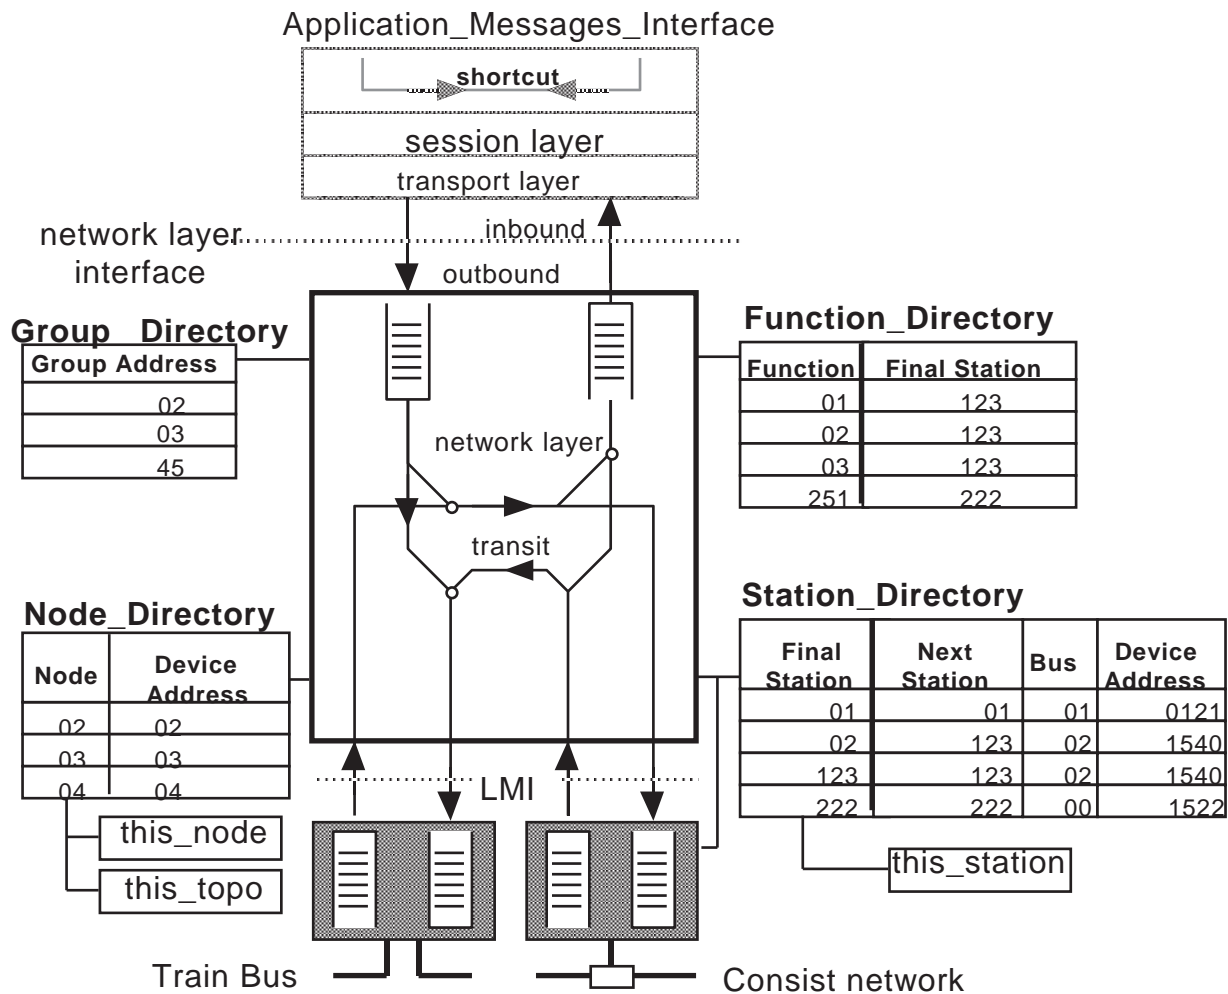 Application_Messages_Interface
shortcut
session layer
transport layer
network layer
interface
inbound
outbound
Group_ Directory
Group Address
02
03
45
Function_Directory
Function Final Station
01 123
02 123
03 123
251 222
network layer
transit
Node_Directory
Node Device Address
02 02
03 03
04 04
this_node
this_topo
Station_Directory
Final Station Next Station Bus Device Address
01 01 01 0121
02 123 02 1540
123 123 02 1540
222 222 00 1522
this_station
LMI
Train Bus
Consist network